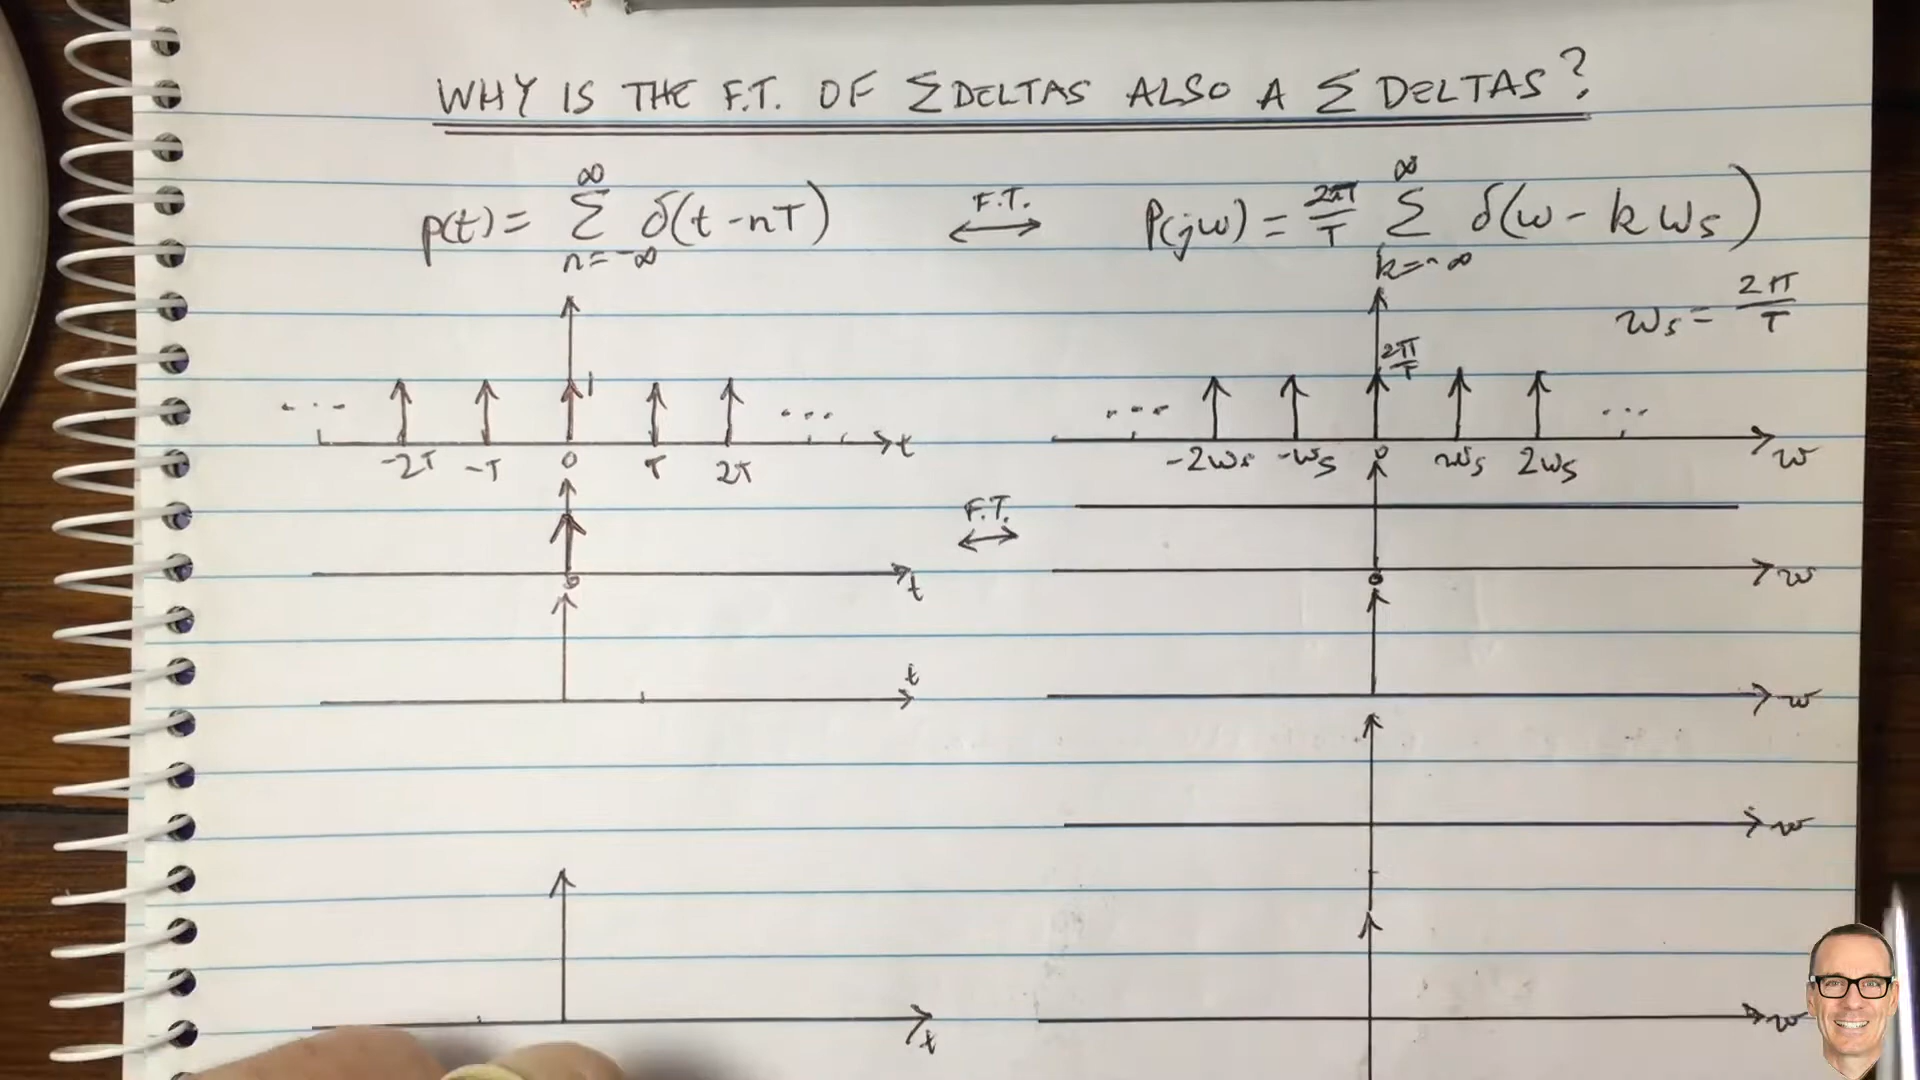 WHY IS THE F.T. OF Σ DELTAS ALSO A Σ DELTAS?
p(t) = ∞ Σ n=-∞ δ(t-nT) F.T. ↔ P(jω) = 2π/T ∞ Σ k=-∞ δ(ω - kωs)
ωs = 2π/T
1 2π/T
... ... ... ...
-2T -T 0 T 2T t -2ωs -ωs 0 ωs 2ωs ω
F.T. ↔
0 t 0 ω
t ω
ω
t ω